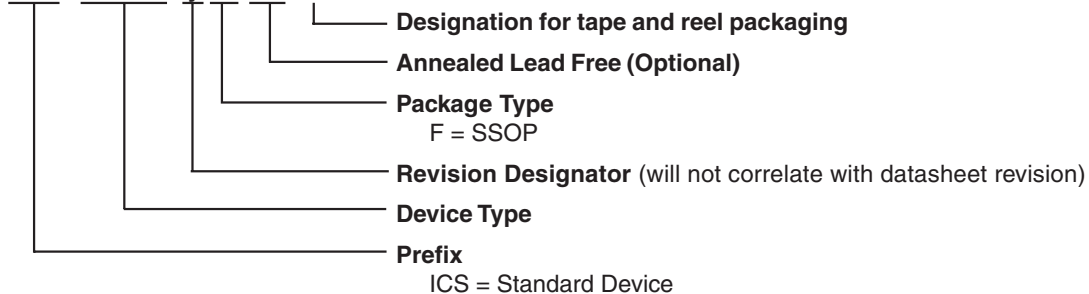 Designation for tape and reel packaging
Annealed Lead Free (Optional)
Package Type
F = SSOP
Revision Designator (will not correlate with datasheet revision)
Device Type
Prefix
ICS = Standard Device